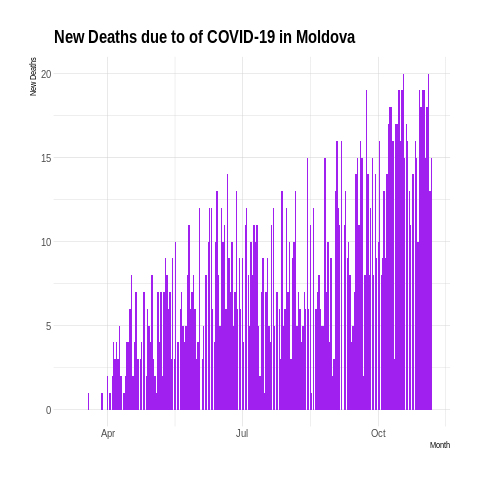 New Deaths due to of COVID-19 in Moldova
New Deaths
20
15
10
5
0
Apr
Jul
Oct
Month